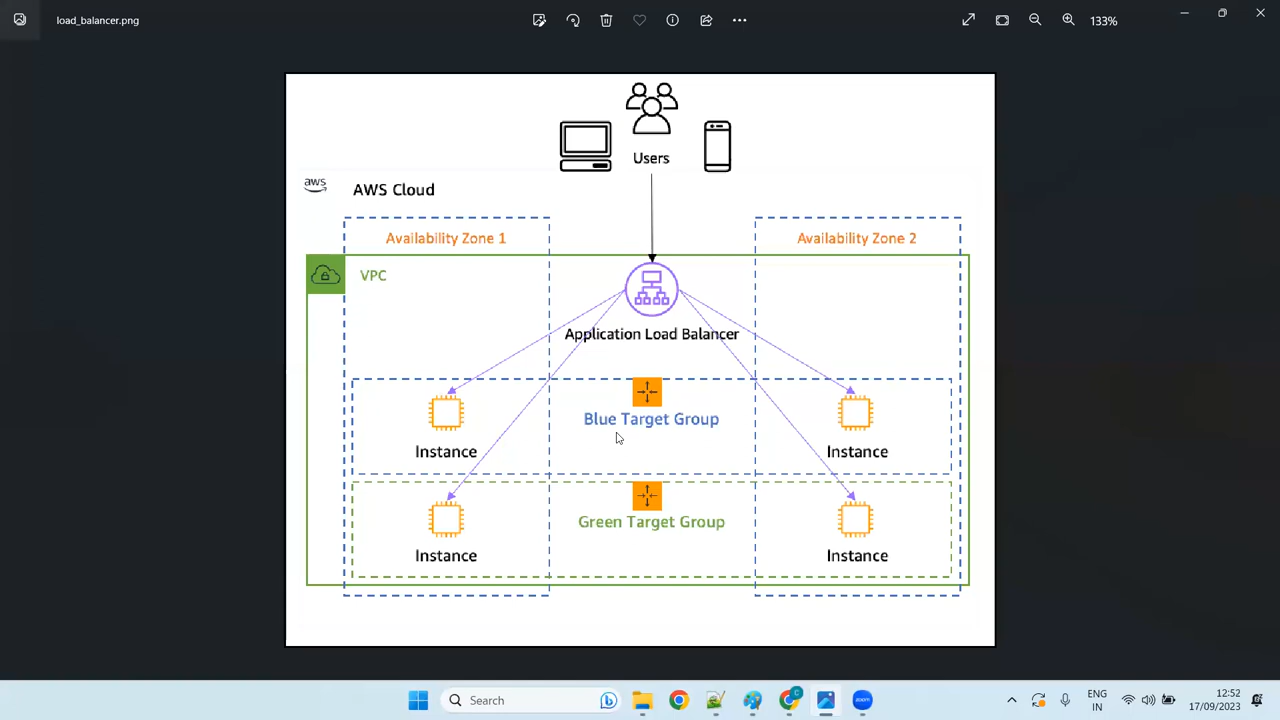 load_balancer.png
133%
Users
aws
AWS Cloud
Availability Zone 1
Availability Zone 2
VPC
Application Load Balancer
Blue Target Group
Instance
Instance
Green Target Group
Instance
Instance
Search
ENG
IN
12:52
17/09/2023